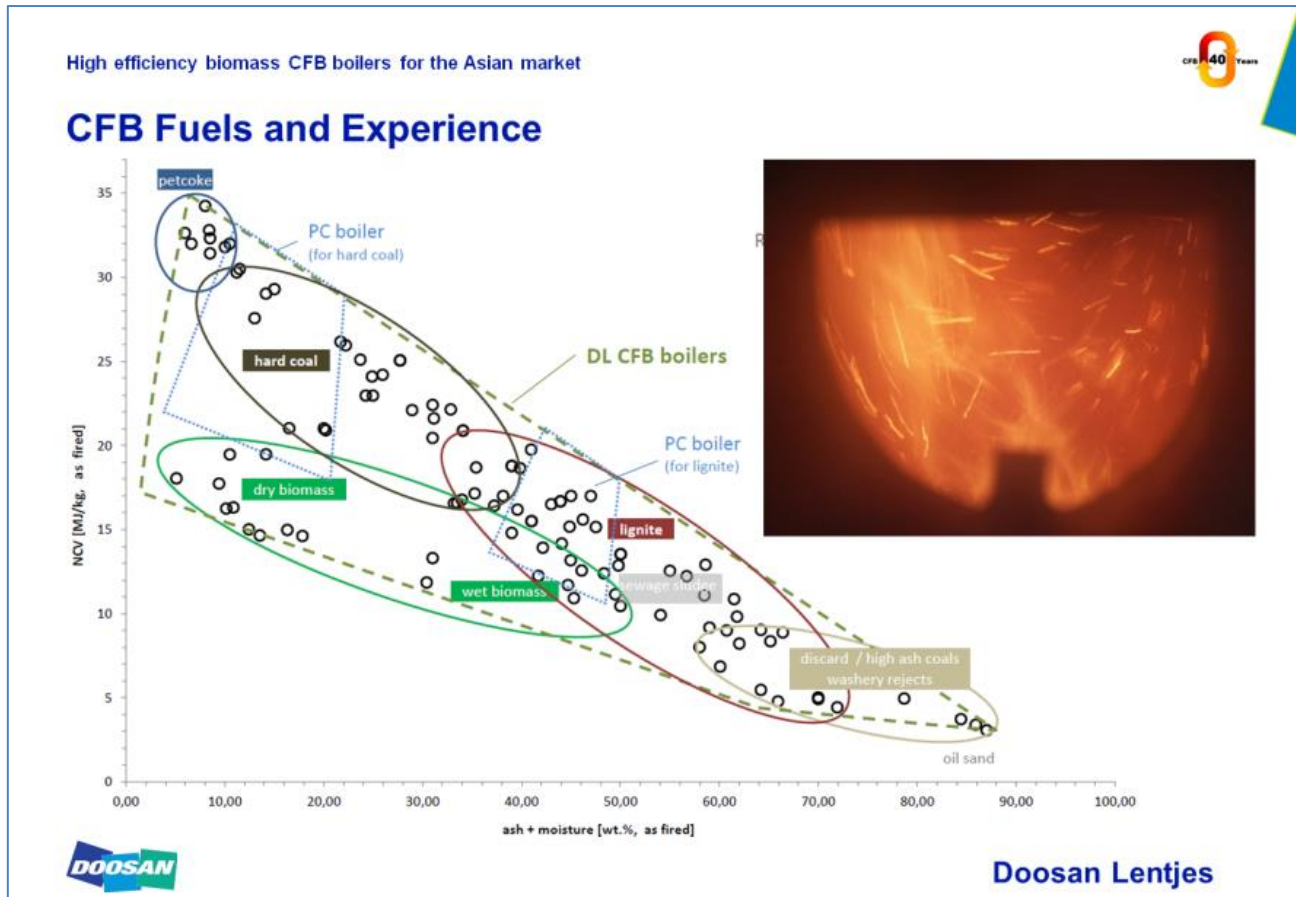 High efficiency biomass CFB boilers for the Asian market
CFB 40 Years
CFB Fuels and Experience
petcoke
PC boiler
(for hard coal)
hard coal
DL CFB boilers
PC boiler
(for lignite)
dry biomass
lignite
wet biomass
sewage sludge
discard / high ash coals
washery rejects
oil sand
R
NCV [MJ/kg, as fired]
35
30
25
20
15
10
5
0
0,00 10,00 20,00 30,00 40,00 50,00 60,00 70,00 80,00 90,00 100,00
ash + moisture [wt.%, as fired]
DOOSAN
Doosan Lentjes